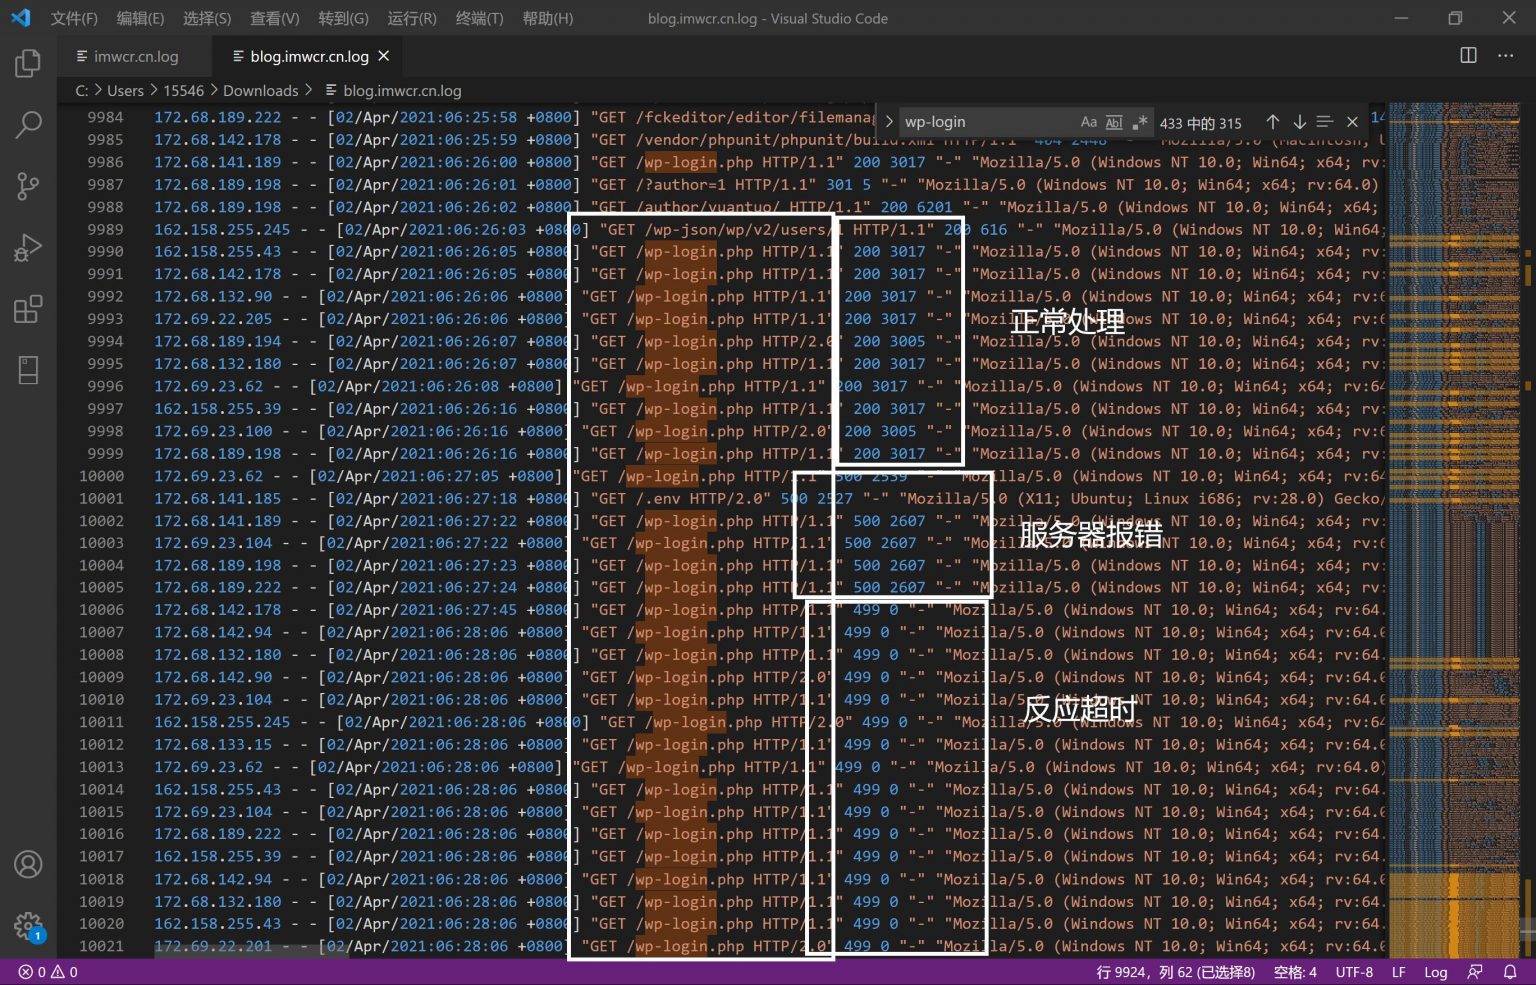 文件(F) 编辑(E) 选择(S) 查看(V) 转到(G) 运行(R) 终端(T) 帮助(H) blog.imwcr.cn.log - Visual Studio Code
imwcr.cn.log blog.imwcr.cn.log
C: > Users > 15546 > Downloads > blog.imwcr.cn.log
wp-login Aa 433 中的 315
9984 172.68.189.222 - - [02/Apr/2021:06:25:58 +0800] "GET /fckeditor/editor/filemanag 14
9985 172.68.142.178 - - [02/Apr/2021:06:25:59 +0800] "GET /vendor/phpunit/phpunit/build.xml HTTP/1.1" 404 2448 "-" "Mozilla/5.0 (Macintosh;
9986 172.68.141.189 - - [02/Apr/2021:06:26:00 +0800] "GET /wp-login.php HTTP/1.1" 200 3017 "-" "Mozilla/5.0 (Windows NT 10.0; Win64; x64; rv:
9987 172.68.189.198 - - [02/Apr/2021:06:26:01 +0800] "GET /?author=1 HTTP/1.1" 301 5 "-" "Mozilla/5.0 (Windows NT 10.0; Win64; x64; rv:64.0)
9988 172.68.189.198 - - [02/Apr/2021:06:26:02 +0800] "GET /author/yuantuo/ HTTP/1.1" 200 6201 "-" "Mozilla/5.0 (Windows NT 10.0; Win64; x64;
9989 162.158.255.245 - - [02/Apr/2021:06:26:03 +0800] "GET /wp-json/wp/v2/users/1 HTTP/1.1" 200 616 "-" "Mozilla/5.0 (Windows NT 10.0; Win64;
9990 162.158.255.43 - - [02/Apr/2021:06:26:05 +0800] "GET /wp-login.php HTTP/1.1" 200 3017 "-" "Mozilla/5.0 (Windows NT 10.0; Win64; x64; rv:
9991 172.68.142.178 - - [02/Apr/2021:06:26:05 +0800] "GET /wp-login.php HTTP/1.1" 200 3017 "-" "Mozilla/5.0 (Windows NT 10.0; Win64; x64; rv:
9992 172.68.132.90 - - [02/Apr/2021:06:26:06 +0800] "GET /wp-login.php HTTP/1.1" 200 3017 "-" "Mozilla/5.0 (Windows NT 10.0; Win64; x64; rv:6
9993 172.69.22.205 - - [02/Apr/2021:06:26:06 +0800] "GET /wp-login.php HTTP/1.1" 200 3017 "-" "Mozilla/5.0 (Windows NT 10.0; Win64; x64; rv:6
正常处理
9994 172.68.189.194 - - [02/Apr/2021:06:26:07 +0800] "GET /wp-login.php HTTP/2.0" 200 3005 "-" "Mozilla/5.0 (Windows NT 10.0; Win64; x64; rv:
9995 172.68.132.180 - - [02/Apr/2021:06:26:07 +0800] "GET /wp-login.php HTTP/1.1" 200 3017 "-" "Mozilla/5.0 (Windows NT 10.0; Win64; x64; rv:
9996 172.69.23.62 - - [02/Apr/2021:06:26:08 +0800] "GET /wp-login.php HTTP/1.1" 200 3017 "-" "Mozilla/5.0 (Windows NT 10.0; Win64; x64; rv:64
9997 162.158.255.39 - - [02/Apr/2021:06:26:16 +0800] "GET /wp-login.php HTTP/1.1" 200 3017 "-" "Mozilla/5.0 (Windows NT 10.0; Win64; x64; rv:
9998 172.69.23.100 - - [02/Apr/2021:06:26:16 +0800] "GET /wp-login.php HTTP/2.0" 200 3005 "-" "Mozilla/5.0 (Windows NT 10.0; Win64; x64; rv:6
9999 172.68.189.198 - - [02/Apr/2021:06:26:16 +0800] "GET /wp-login.php HTTP/1.1" 200 3017 "-" "Mozilla/5.0 (Windows NT 10.0; Win64; x64; rv:
10000 172.69.23.62 - - [02/Apr/2021:06:27:05 +0800] "GET /wp-login.php HTTP/1.1" 500 2559 "-" "Mozilla/5.0 (Windows NT 10.0; Win64; x64; rv:64
10001 172.68.141.185 - - [02/Apr/2021:06:27:18 +0800] "GET /.env HTTP/2.0" 500 2527 "-" "Mozilla/5.0 (X11; Ubuntu; Linux i686; rv:28.0) Gecko/
10002 172.68.141.189 - - [02/Apr/2021:06:27:22 +0800] "GET /wp-login.php HTTP/1.1" 500 2607 "-" "Mozilla/5.0 (Windows NT 10.0; Win64; x64; rv:
10003 172.69.23.104 - - [02/Apr/2021:06:27:22 +0800] "GET /wp-login.php HTTP/1.1" 500 2607 "-" "Mozilla/5.0 (Windows NT 10.0; Win64; x64; rv:6
服务器报错
10004 172.68.189.198 - - [02/Apr/2021:06:27:23 +0800] "GET /wp-login.php HTTP/1.1" 500 2607 "-" "Mozilla/5.0 (Windows NT 10.0; Win64; x64; rv:
10005 172.68.189.222 - - [02/Apr/2021:06:27:24 +0800] "GET /wp-login.php HTTP/1.1" 500 2607 "-" "Mozilla/5.0 (Windows NT 10.0; Win64; x64; rv:
10006 172.68.142.178 - - [02/Apr/2021:06:27:45 +0800] "GET /wp-login.php HTTP/1.1" 499 0 "-" "Mozilla/5.0 (Windows NT 10.0; Win64; x64; rv:64.
10007 172.68.142.94 - - [02/Apr/2021:06:28:06 +0800] "GET /wp-login.php HTTP/1.1" 499 0 "-" "Mozilla/5.0 (Windows NT 10.0; Win64; x64; rv:64.0
10008 172.68.132.180 - - [02/Apr/2021:06:28:06 +0800] "GET /wp-login.php HTTP/1.1" 499 0 "-" "Mozilla/5.0 (Windows NT 10.0; Win64; x64; rv:64.
10009 172.68.142.90 - - [02/Apr/2021:06:28:06 +0800] "GET /wp-login.php HTTP/2.0" 499 0 "-" "Mozilla/5.0 (Windows NT 10.0; Win64; x64; rv:64.0
10010 172.69.23.104 - - [02/Apr/2021:06:28:06 +0800] "GET /wp-login.php HTTP/1.1" 499 0 "-" "Mozilla/5.0 (Windows NT 10.0; Win64; x64; rv:64.0
反应超时
10011 162.158.255.245 - - [02/Apr/2021:06:28:06 +0800] "GET /wp-login.php HTTP/2.0" 499 0 "-" "Mozilla/5.0 (Windows NT 10.0; Win64; x64; rv:64
10012 172.68.133.15 - - [02/Apr/2021:06:28:06 +0800] "GET /wp-login.php HTTP/1.1" 499 0 "-" "Mozilla/5.0 (Windows NT 10.0; Win64; x64; rv:64.0
10013 172.69.23.62 - - [02/Apr/2021:06:28:06 +0800] "GET /wp-login.php HTTP/1.1" 499 0 "-" "Mozilla/5.0 (Windows NT 10.0; Win64; x64; rv:64.0)
10014 162.158.255.43 - - [02/Apr/2021:06:28:06 +0800] "GET /wp-login.php HTTP/1.1" 499 0 "-" "Mozilla/5.0 (Windows NT 10.0; Win64; x64; rv:64.
10015 172.69.23.104 - - [02/Apr/2021:06:28:06 +0800] "GET /wp-login.php HTTP/1.1" 499 0 "-" "Mozilla/5.0 (Windows NT 10.0; Win64; x64; rv:64.0
10016 172.68.189.222 - - [02/Apr/2021:06:28:06 +0800] "GET /wp-login.php HTTP/1.1" 499 0 "-" "Mozilla/5.0 (Windows NT 10.0; Win64; x64; rv:64.
10017 162.158.255.39 - - [02/Apr/2021:06:28:06 +0800] "GET /wp-login.php HTTP/1.1" 499 0 "-" "Mozilla/5.0 (Windows NT 10.0; Win64; x64; rv:64.
10018 172.68.142.94 - - [02/Apr/2021:06:28:06 +0800] "GET /wp-login.php HTTP/1.1" 499 0 "-" "Mozilla/5.0 (Windows NT 10.0; Win64; x64; rv:64.0
10019 172.68.132.180 - - [02/Apr/2021:06:28:06 +0800] "GET /wp-login.php HTTP/1.1" 499 0 "-" "Mozilla/5.0 (Windows NT 10.0; Win64; x64; rv:64.
10020 162.158.255.43 - - [02/Apr/2021:06:28:06 +0800] "GET /wp-login.php HTTP/1.1" 499 0 "-" "Mozilla/5.0 (Windows NT 10.0; Win64; x64; rv:64.
10021 172.69.22.201 - - [02/Apr/2021:06:28:06 +0800] "GET /wp-login.php HTTP/2.0" 499 0 "-" "Mozilla/5.0 (Windows NT 10.0; Win64; x64; rv:64.0
1
0 0 行 9924，列 62 (已选择8) 空格: 4 UTF-8 LF Log